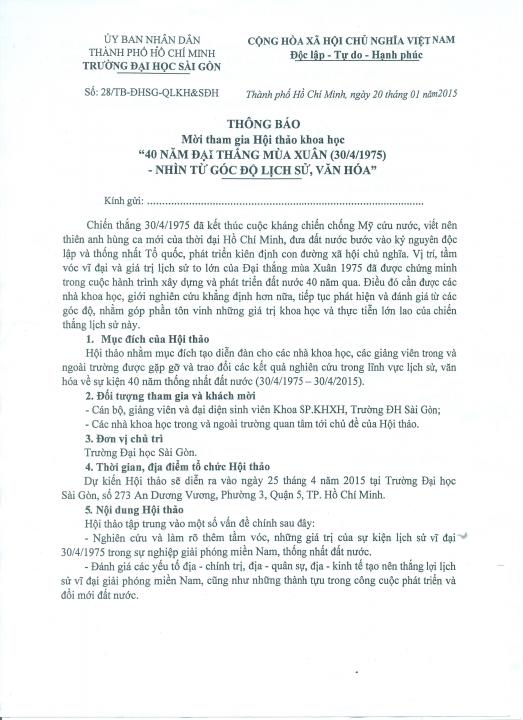 ỦY BAN NHÂN DÂN
THÀNH PHỐ HỒ CHÍ MINH
TRƯỜNG ĐẠI HỌC SÀI GÒN
CỘNG HÒA XÃ HỘI CHỦ NGHĨA VIỆT NAM
Độc lập - Tự do - Hạnh phúc
Số: 28/TB-ĐHSG-QLKH&SĐH
Thành phố Hồ Chí Minh, ngày 20 tháng 01 năm 2015
THÔNG BÁO
Mời tham gia Hội thảo khoa học
“40 NĂM ĐẠI THẮNG MÙA XUÂN (30/4/1975)
- NHÌN TỪ GÓC ĐỘ LỊCH SỬ, VĂN HÓA”
Kính gửi: ..........................................................................................
Chiến thắng 30/4/1975 đã kết thúc cuộc kháng chiến chống Mỹ cứu nước, viết nên
thiên anh hùng ca mới của thời đại Hồ Chí Minh, đưa đất nước bước vào kỷ nguyên độc
lập và thống nhất Tổ quốc, phát triển kiên định con đường xã hội chủ nghĩa. Vị trí, tầm
vóc vĩ đại và giá trị lịch sử to lớn của Đại thắng mùa Xuân 1975 đã được chứng minh
trong cuộc hành trình xây dựng và phát triển đất nước 40 năm qua. Điều đó cần được các
nhà khoa học, giới nghiên cứu khẳng định hơn nữa, tiếp tục phát hiện và đánh giá từ các
góc độ, nhằm góp phần tôn vinh những giá trị khoa học và thực tiễn lớn lao của chiến
thắng lịch sử này.
1. Mục đích của Hội thảo
Hội thảo nhằm mục đích tạo diễn đàn cho các nhà khoa học, các giảng viên trong và
ngoài trường được gặp gỡ và trao đổi các kết quả nghiên cứu trong lĩnh vực lịch sử, văn
hóa về sự kiện 40 năm thống nhất đất nước (30/4/1975 – 30/4/2015).
2. Đối tượng tham gia và khách mời
- Cán bộ, giảng viên và đại diện sinh viên Khoa SP.KHXH, Trường ĐH Sài Gòn;
- Các nhà khoa học trong và ngoài trường quan tâm tới chủ đề của Hội thảo.
3. Đơn vị chủ trì
Trường Đại học Sài Gòn.
4. Thời gian, địa điểm tổ chức Hội thảo
Dự kiến Hội thảo sẽ diễn ra vào ngày 25 tháng 4 năm 2015 tại Trường Đại học
Sài Gòn, số 273 An Dương Vương, Phường 3, Quận 5, TP. Hồ Chí Minh.
5. Nội dung Hội thảo
Hội thảo tập trung vào một số vấn đề chính sau đây:
- Nghiên cứu và làm rõ thêm tầm vóc, những giá trị của sự kiện lịch sử vĩ đại
30/4/1975 trong sự nghiệp giải phóng miền Nam, thống nhất đất nước.
- Đánh giá các yếu tố địa - chính trị, địa - quân sự, địa - kinh tế tạo nên thắng lợi lịch
sử vĩ đại giải phóng miền Nam, cũng như những thành tựu trong công cuộc phát triển và
đổi mới đất nước.